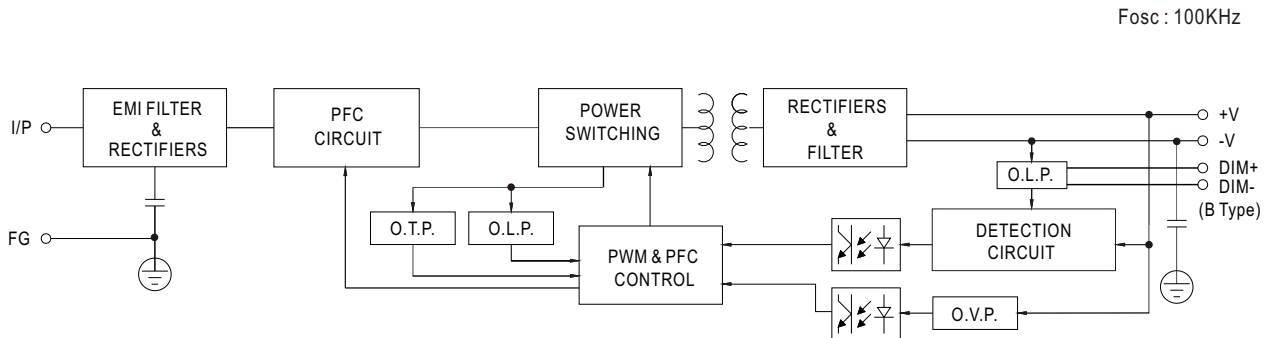 Fosc : 100KHz
EMI FILTER
&
RECTIFIERS
PFC
CIRCUIT
POWER
SWITCHING
RECTIFIERS
&
FILTER
I/P
+V
-V
DIM+
DIM-
(B Type)
O.L.P.
FG
O.T.P.
O.L.P.
PWM & PFC
CONTROL
DETECTION
CIRCUIT
O.V.P.